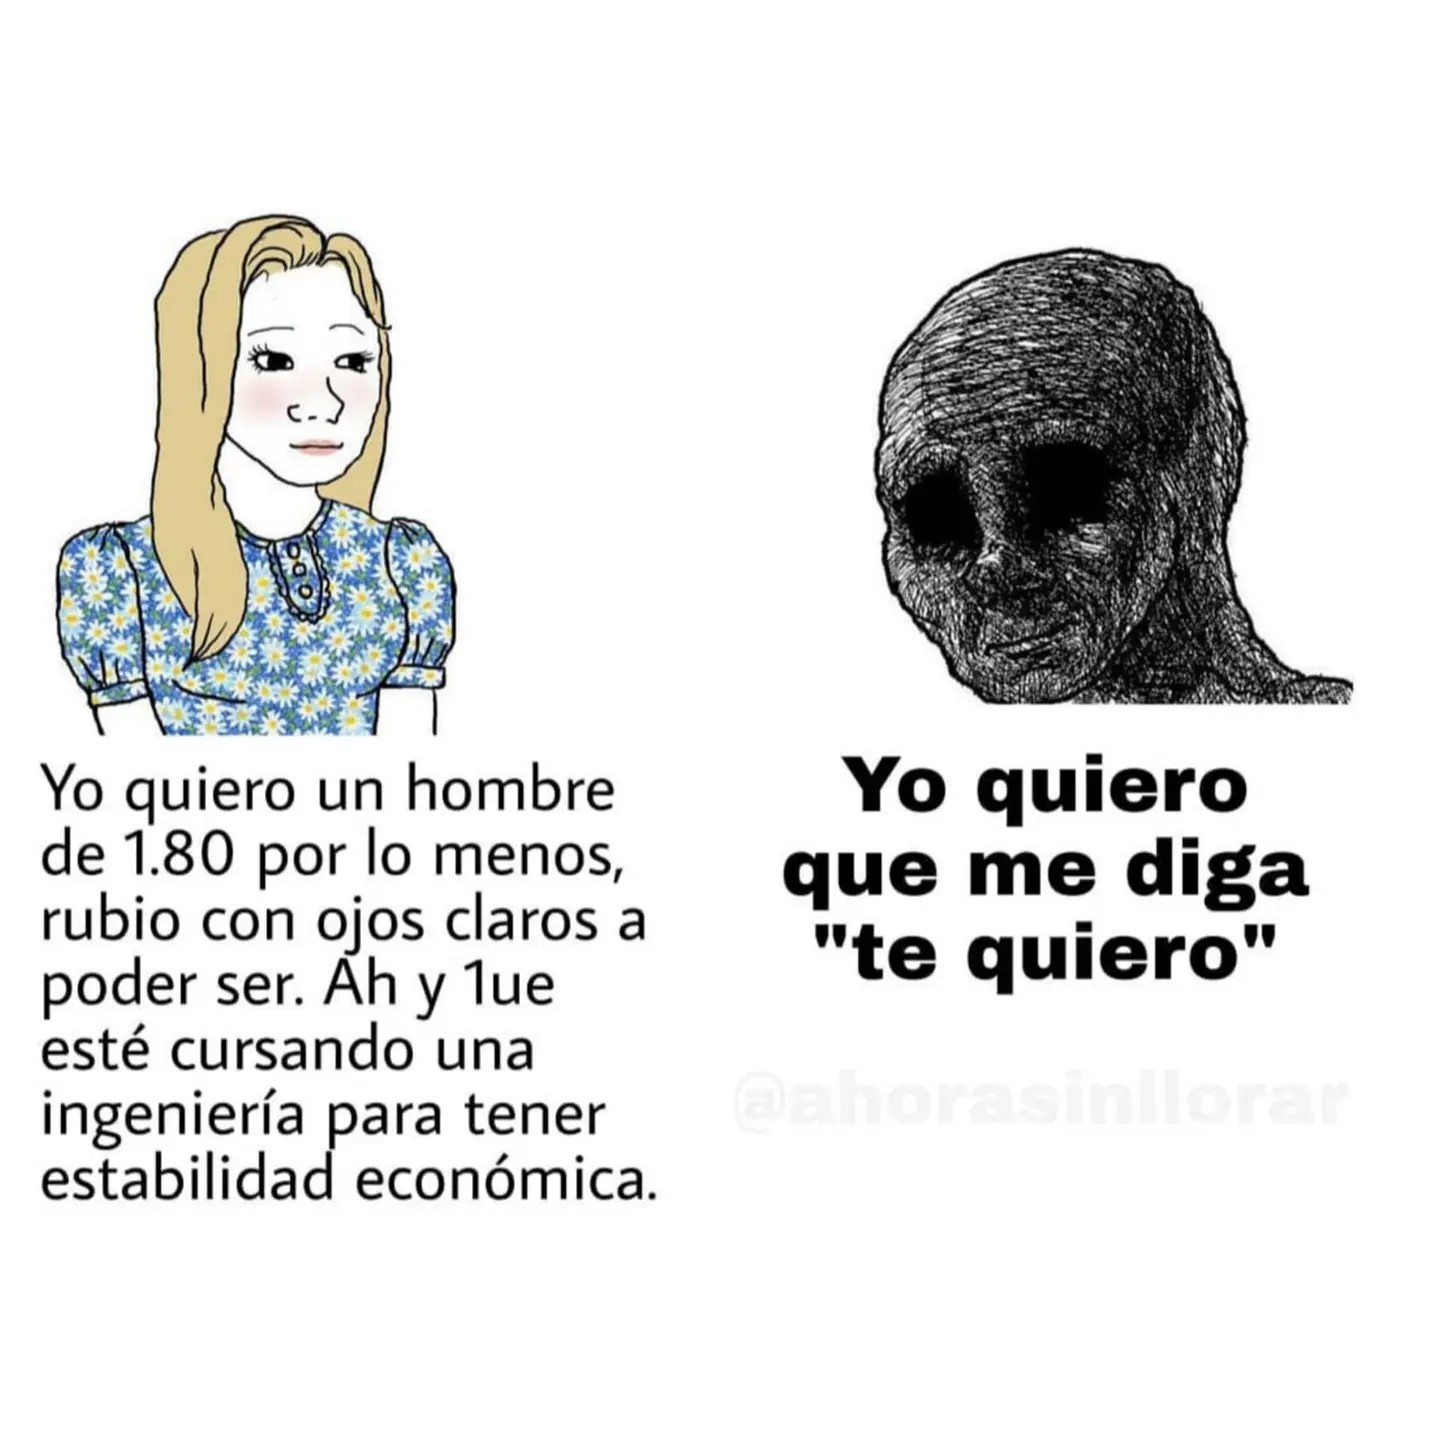 Yo quiero un hombre
de 1.80 por lo menos,
rubio con ojos claros a
poder ser. Ah y 1ue
esté cursando una
ingeniería para tener
estabilidad económica.
Yo quiero
que me diga
"te quiero"
@ahorasinllorar